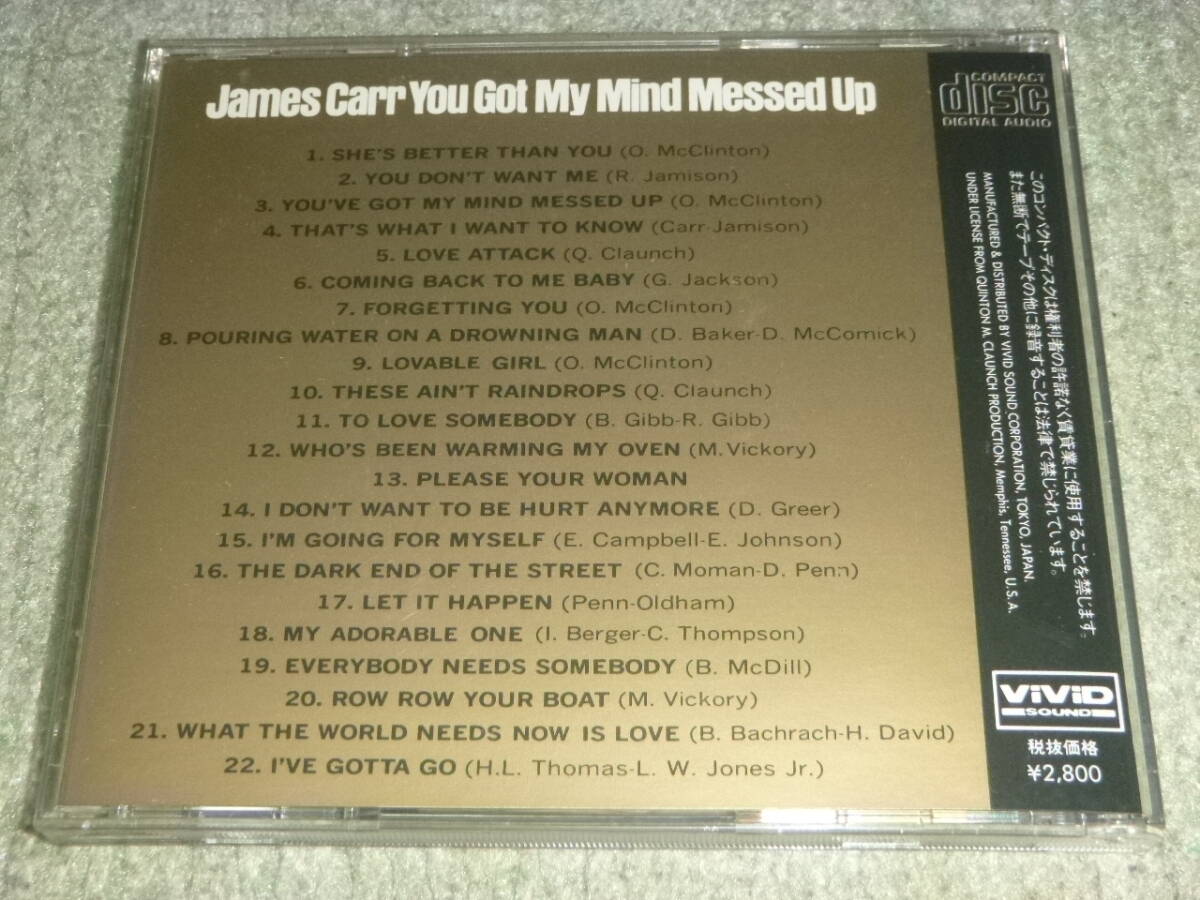 James Carr You Got My Mind Messed Up
1. SHE'S BETTER THAN YOU (O. McClinton)
2. YOU DON'T WANT ME (R. Jamison)
3. YOU'VE GOT MY MIND MESSED UP (O. McClinton)
4. THAT'S WHAT I WANT TO KNOW (Carr-Jamison)
5. LOVE ATTACK (Q. Claunch)
6. COMING BACK TO ME BABY (G. Jackson)
7. FORGETTING YOU (O. McClinton)
8. POURING WATER ON A DROWNING MAN (D. Baker-D. McComick)
9. LOVABLE GIRL (O. McClinton)
10. THESE AIN'T RAINDROPS (Q. Claunch)
11. TO LOVE SOMEBODY (B. Gibb-R. Gibb)
12. WHO'S BEEN WARMING MY OVEN (M. Vickory)
13. PLEASE YOUR WOMAN
14. I DON'T WANT TO BE HURT ANYMORE (D. Greer)
15. I'M GOING FOR MYSELF (E. Campbell-E. Johnson)
16. THE DARK END OF THE STREET (C. Moman-D. Penn)
17. LET IT HAPPEN (Penn-Oldham)
18. MY ADORABLE ONE (I. Berger-C. Thompson)
19. EVERYBODY NEEDS SOMEBODY (B. McDill)
20. ROW ROW YOUR BOAT (M. Vickory)
21. WHAT THE WORLD NEEDS NOW IS LOVE (B. Bachrach-H. David)
22. I'VE GOTTA GO (H.L. Thomas-L. W. Jones Jr.)
COMPACT
disc
DIGITAL AUDIO
このコンパクト・ディスクは権利者の許諾なく賃貸業に使用することを禁じます。
また無断でテープその他に録音することは法律で禁じられています。
MANUFACTURED & DISTRIBUTED BY VIVID SOUND CORPORATION, TOKYO, JAPAN.
UNDER LICENSE FROM QUINTON M. CLAUNCH PRODUCTION, Memphis, Tennessee, U.S.A.
ViViD
SOUND
税抜価格
¥2,800